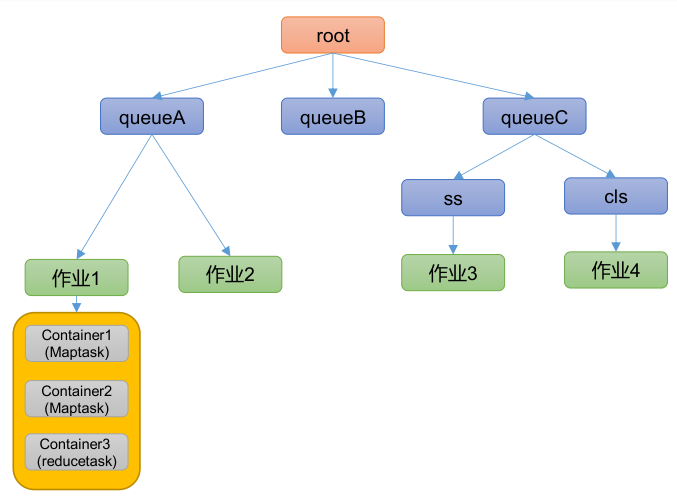 root
queueA
queueB
queueC
ss
cls
作业1
作业2
作业3
作业4
Container1
(Maptask)
Container2
(Maptask)
Container3
(reducetask)